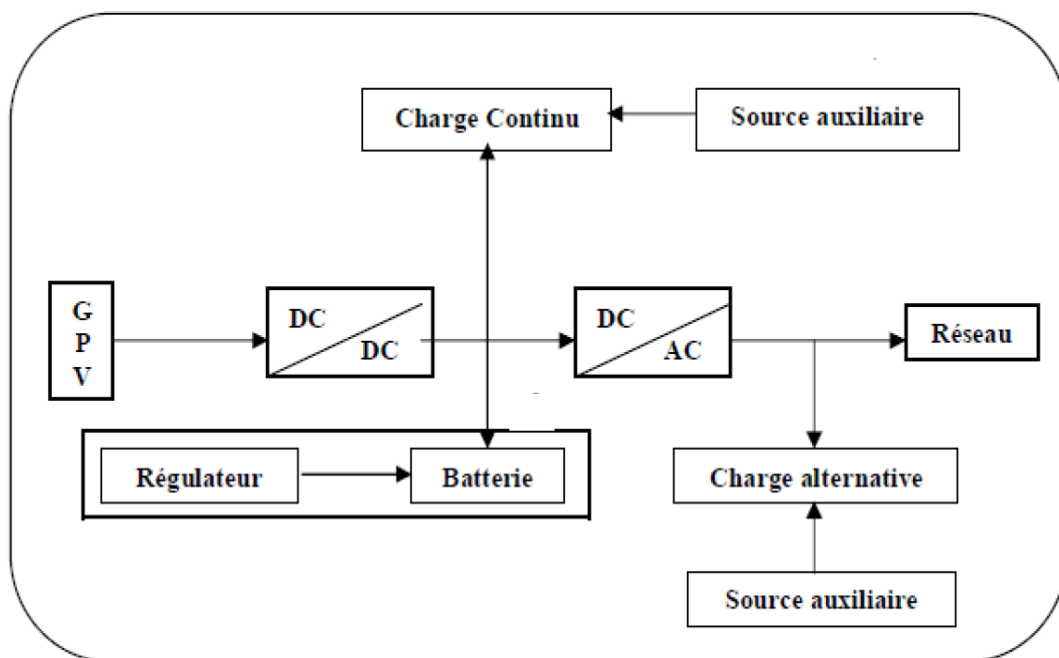 Charge Continu
Source auxiliaire
G
P
V
DC
DC
DC
AC
Réseau
Régulateur
Batterie
Charge alternative
Source auxiliaire